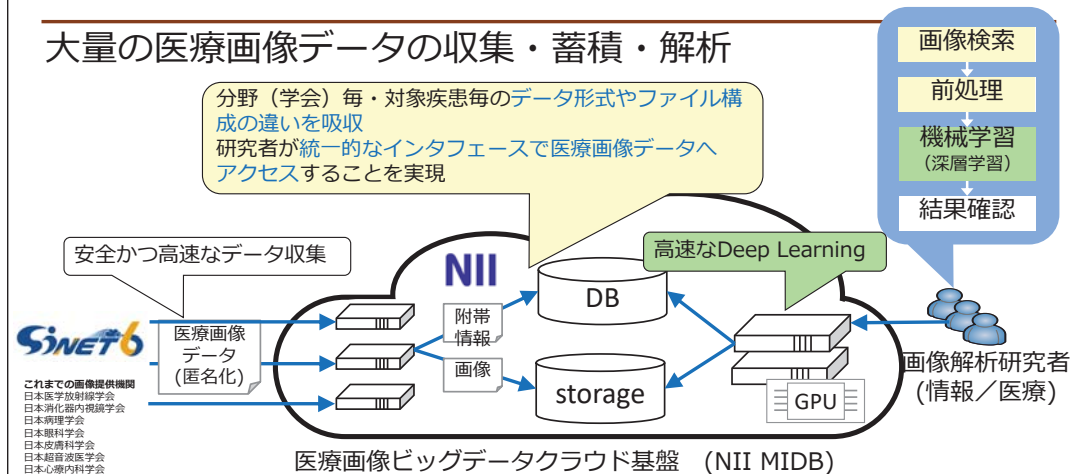 大量の医療画像データの収集・蓄積・解析
分野（学会）毎・対象疾患毎のデータ形式やファイル構
成の違いを吸収
研究者が統一的なインタフェースで医療画像データへ
アクセスすることを実現
画像検索
前処理
機械学習
（深層学習）
結果確認
安全かつ高速なデータ収集
NII
高速なDeep Learning
DB
附帯
情報
画像
storage
GPU
SINET6
医療画像
データ
(匿名化)
画像解析研究者
(情報／医療)
これまでの画像提供機関
日本医学放射線学会
日本消化器内視鏡学会
日本病理学会
日本眼科学会
日本皮膚科学会
日本超音波医学会
日本心療内科学会
医療画像ビッグデータクラウド基盤　(NII MIDB)